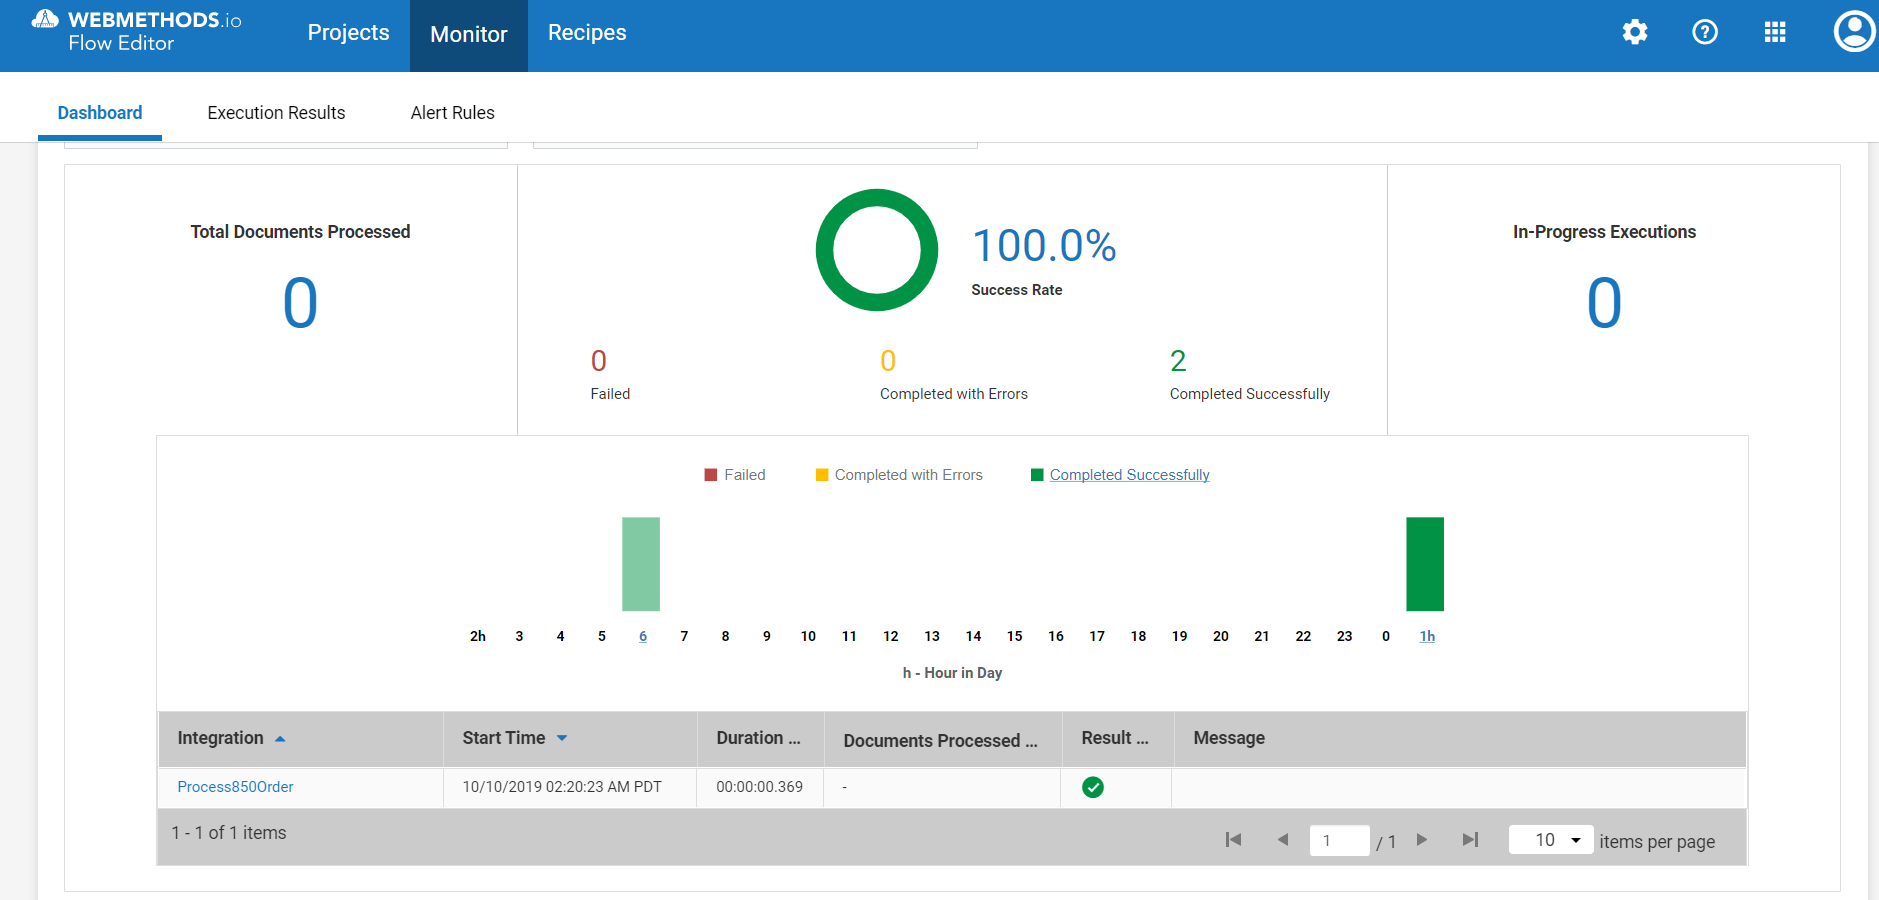 WEBMETHODS.io
Flow Editor
Projects
Monitor
Recipes
?
Dashboard
Execution Results
Alert Rules
Total Documents Processed
0
100.0%
Success Rate
0
Failed
0
Completed with Errors
2
Completed Successfully
In-Progress Executions
0
Failed
Completed with Errors
Completed Successfully
2h 3 4 5 6 7 8 9 10 11 12 13 14 15 16 17 18 19 20 21 22 23 0 1h
h - Hour in Day
Integration Start Time Duration ... Documents Processed ... Result ... Message
Process850Order 10/10/2019 02:20:23 AM PDT 00:00:00.369 -
1 - 1 of 1 items
1 / 1
10 items per page